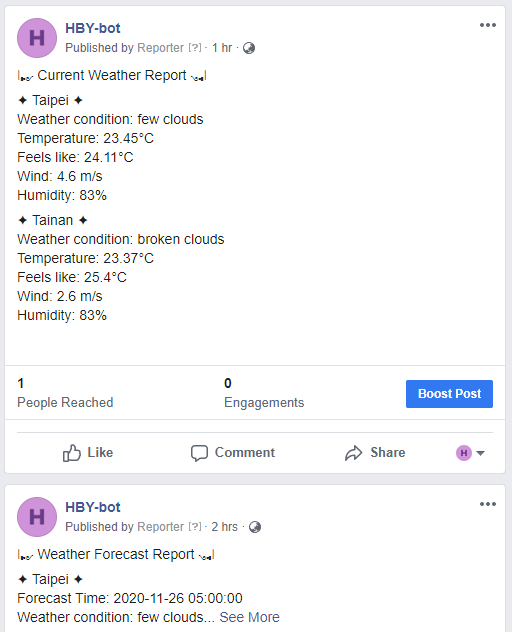 H
HBY-bot
Published by Reporter [?] · 1 hr ·
Current Weather Report
✦ Taipei ✦
Weather condition: few clouds
Temperature: 23.45°C
Feels like: 24.11°C
Wind: 4.6 m/s
Humidity: 83%
✦ Tainan ✦
Weather condition: broken clouds
Temperature: 23.37°C
Feels like: 25.4°C
Wind: 2.6 m/s
Humidity: 83%
1 0
People Reached Engagements Boost Post
Like Comment Share H
H
HBY-bot
Published by Reporter [?] · 2 hrs ·
Weather Forecast Report
✦ Taipei ✦
Forecast Time: 2020-11-26 05:00:00
Weather condition: few clouds... See More